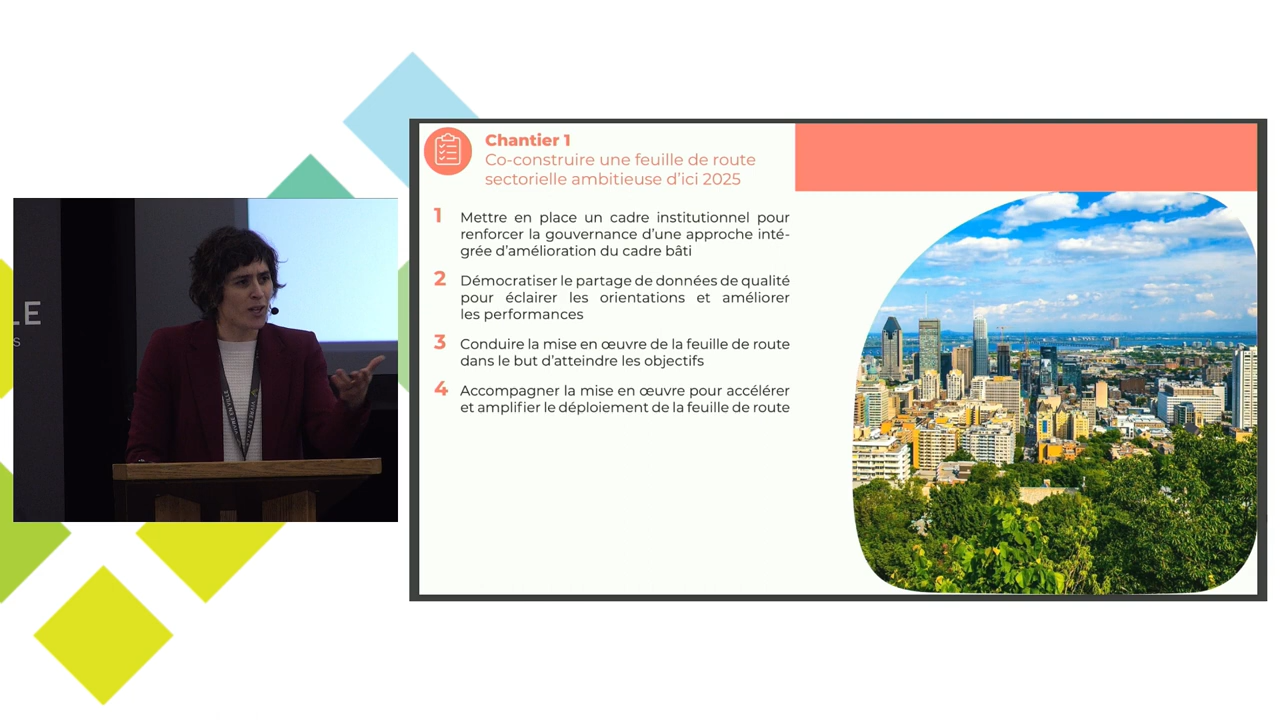 LE
S
Chantier 1
Co-construire une feuille de route
sectorielle ambitieuse d’ici 2025
1 Mettre en place un cadre institutionnel pour
renforcer la gouvernance d’une approche inté-
grée d’amélioration du cadre bâti
2 Démocratiser le partage de données de qualité
pour éclairer les orientations et améliorer
les performances
3 Conduire la mise en œuvre de la feuille de route
dans le but d’atteindre les objectifs
4 Accompagner la mise en œuvre pour accélérer
et amplifier le déploiement de la feuille de route